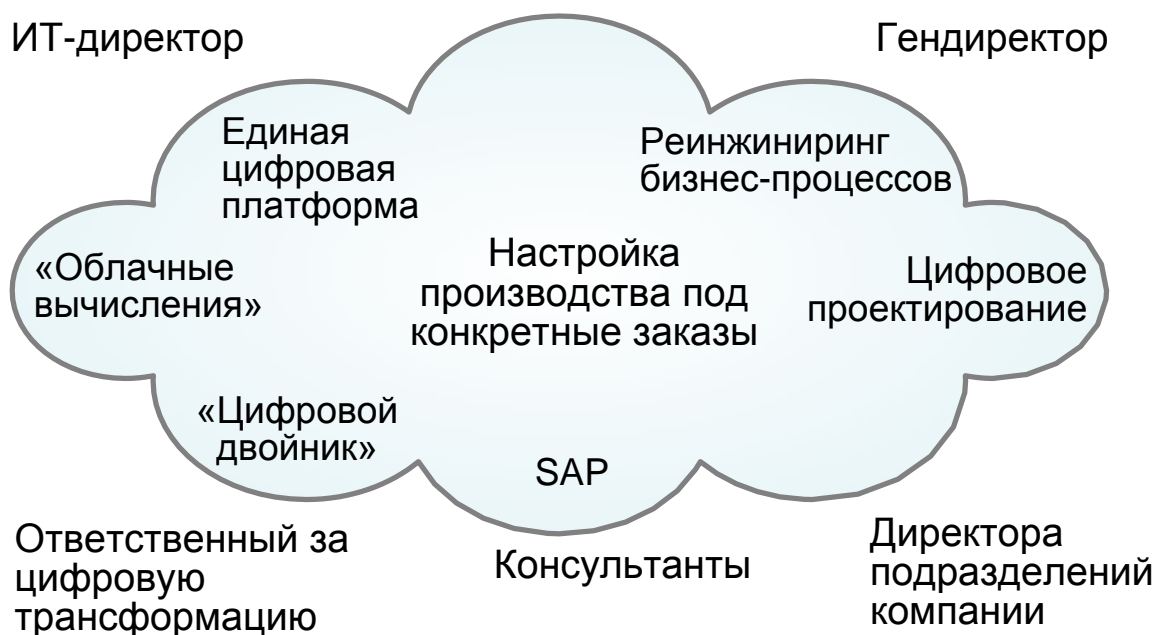 ИТ-директор
Гендиректор
Единая
цифровая
платформа
Реинжиниринг
бизнес-процессов
«Облачные
вычисления»
Настройка
производства под
конкретные заказы
Цифровое
проектирование
«Цифровой
двойник»
SAP
Ответственный за
цифровую
трансформацию
Консультанты
Директора
подразделений
компании